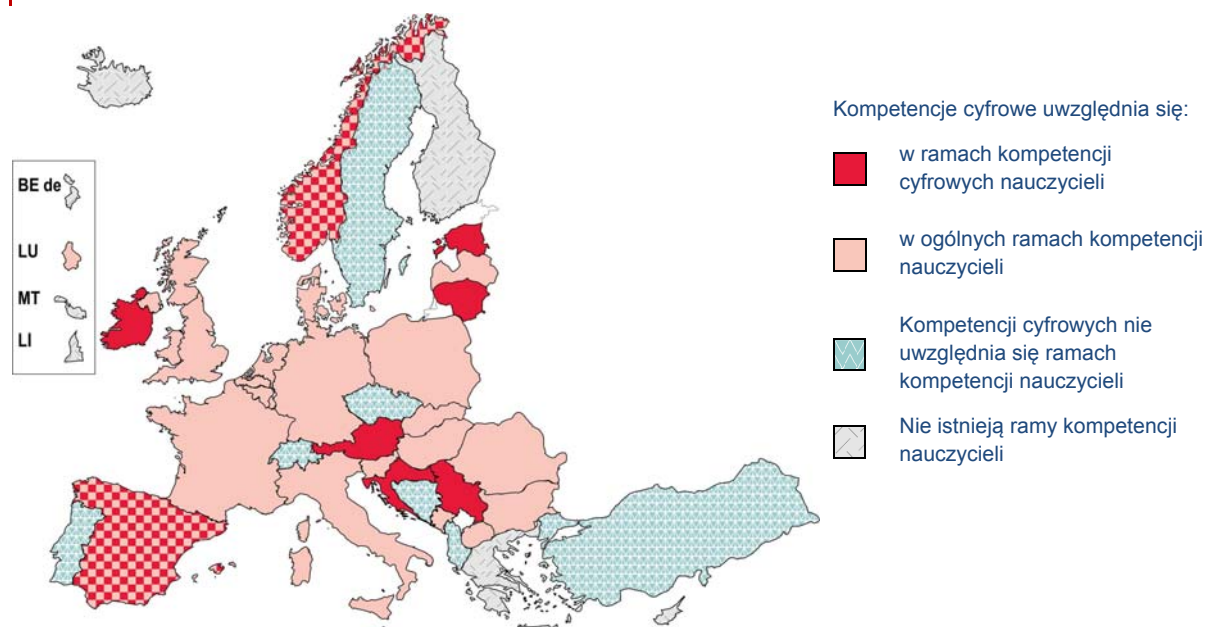 BE de
LU
MT
LI
Kompetencje cyfrowe uwzględnia się:
w ramach kompetencji
cyfrowych nauczycieli
w ogólnych ramach kompetencji
nauczycieli
Kompetencji cyfrowych nie
uwzględnia się ramach
kompetencji nauczycieli
Nie istnieją ramy kompetencji
nauczycieli